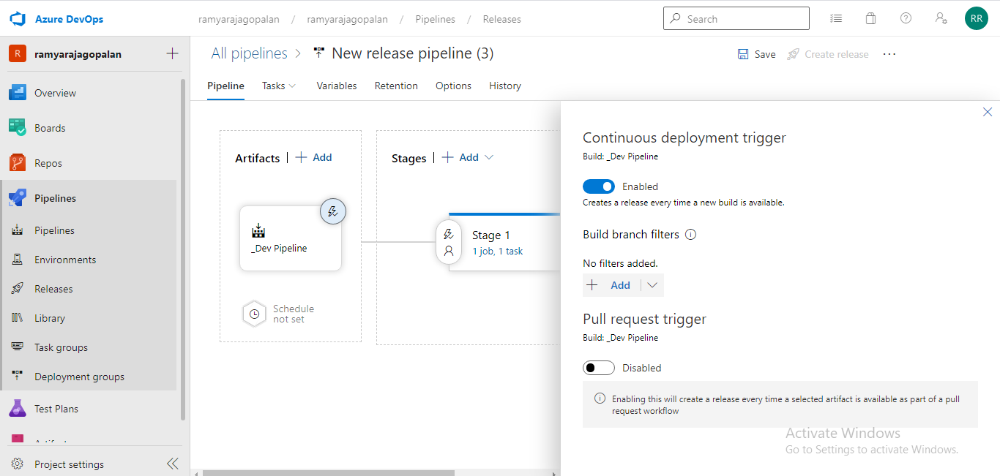 Azure DevOps
ramyarajagopalan / ramyarajagopalan / Pipelines / Releases
Search
RR
R ramyarajagopalan
Overview
Boards
Repos
Pipelines
Pipelines
Environments
Releases
Library
Task groups
Deployment groups
Test Plans
Project settings
All pipelines > New release pipeline (3)
Save
Create release
Pipeline Tasks Variables Retention Options History
Artifacts | + Add
_Dev Pipeline
Schedule
not set
Stages | + Add
Stage 1
1 job, 1 task
Continuous deployment trigger
Build: _Dev Pipeline
Enabled
Creates a release every time a new build is available.
Build branch filters
No filters added.
+ Add
Pull request trigger
Build: _Dev Pipeline
Disabled
Enabling this will create a release every time a selected artifact is available as part of a pull
request workflow
Activate Windows
Go to Settings to activate Windows.